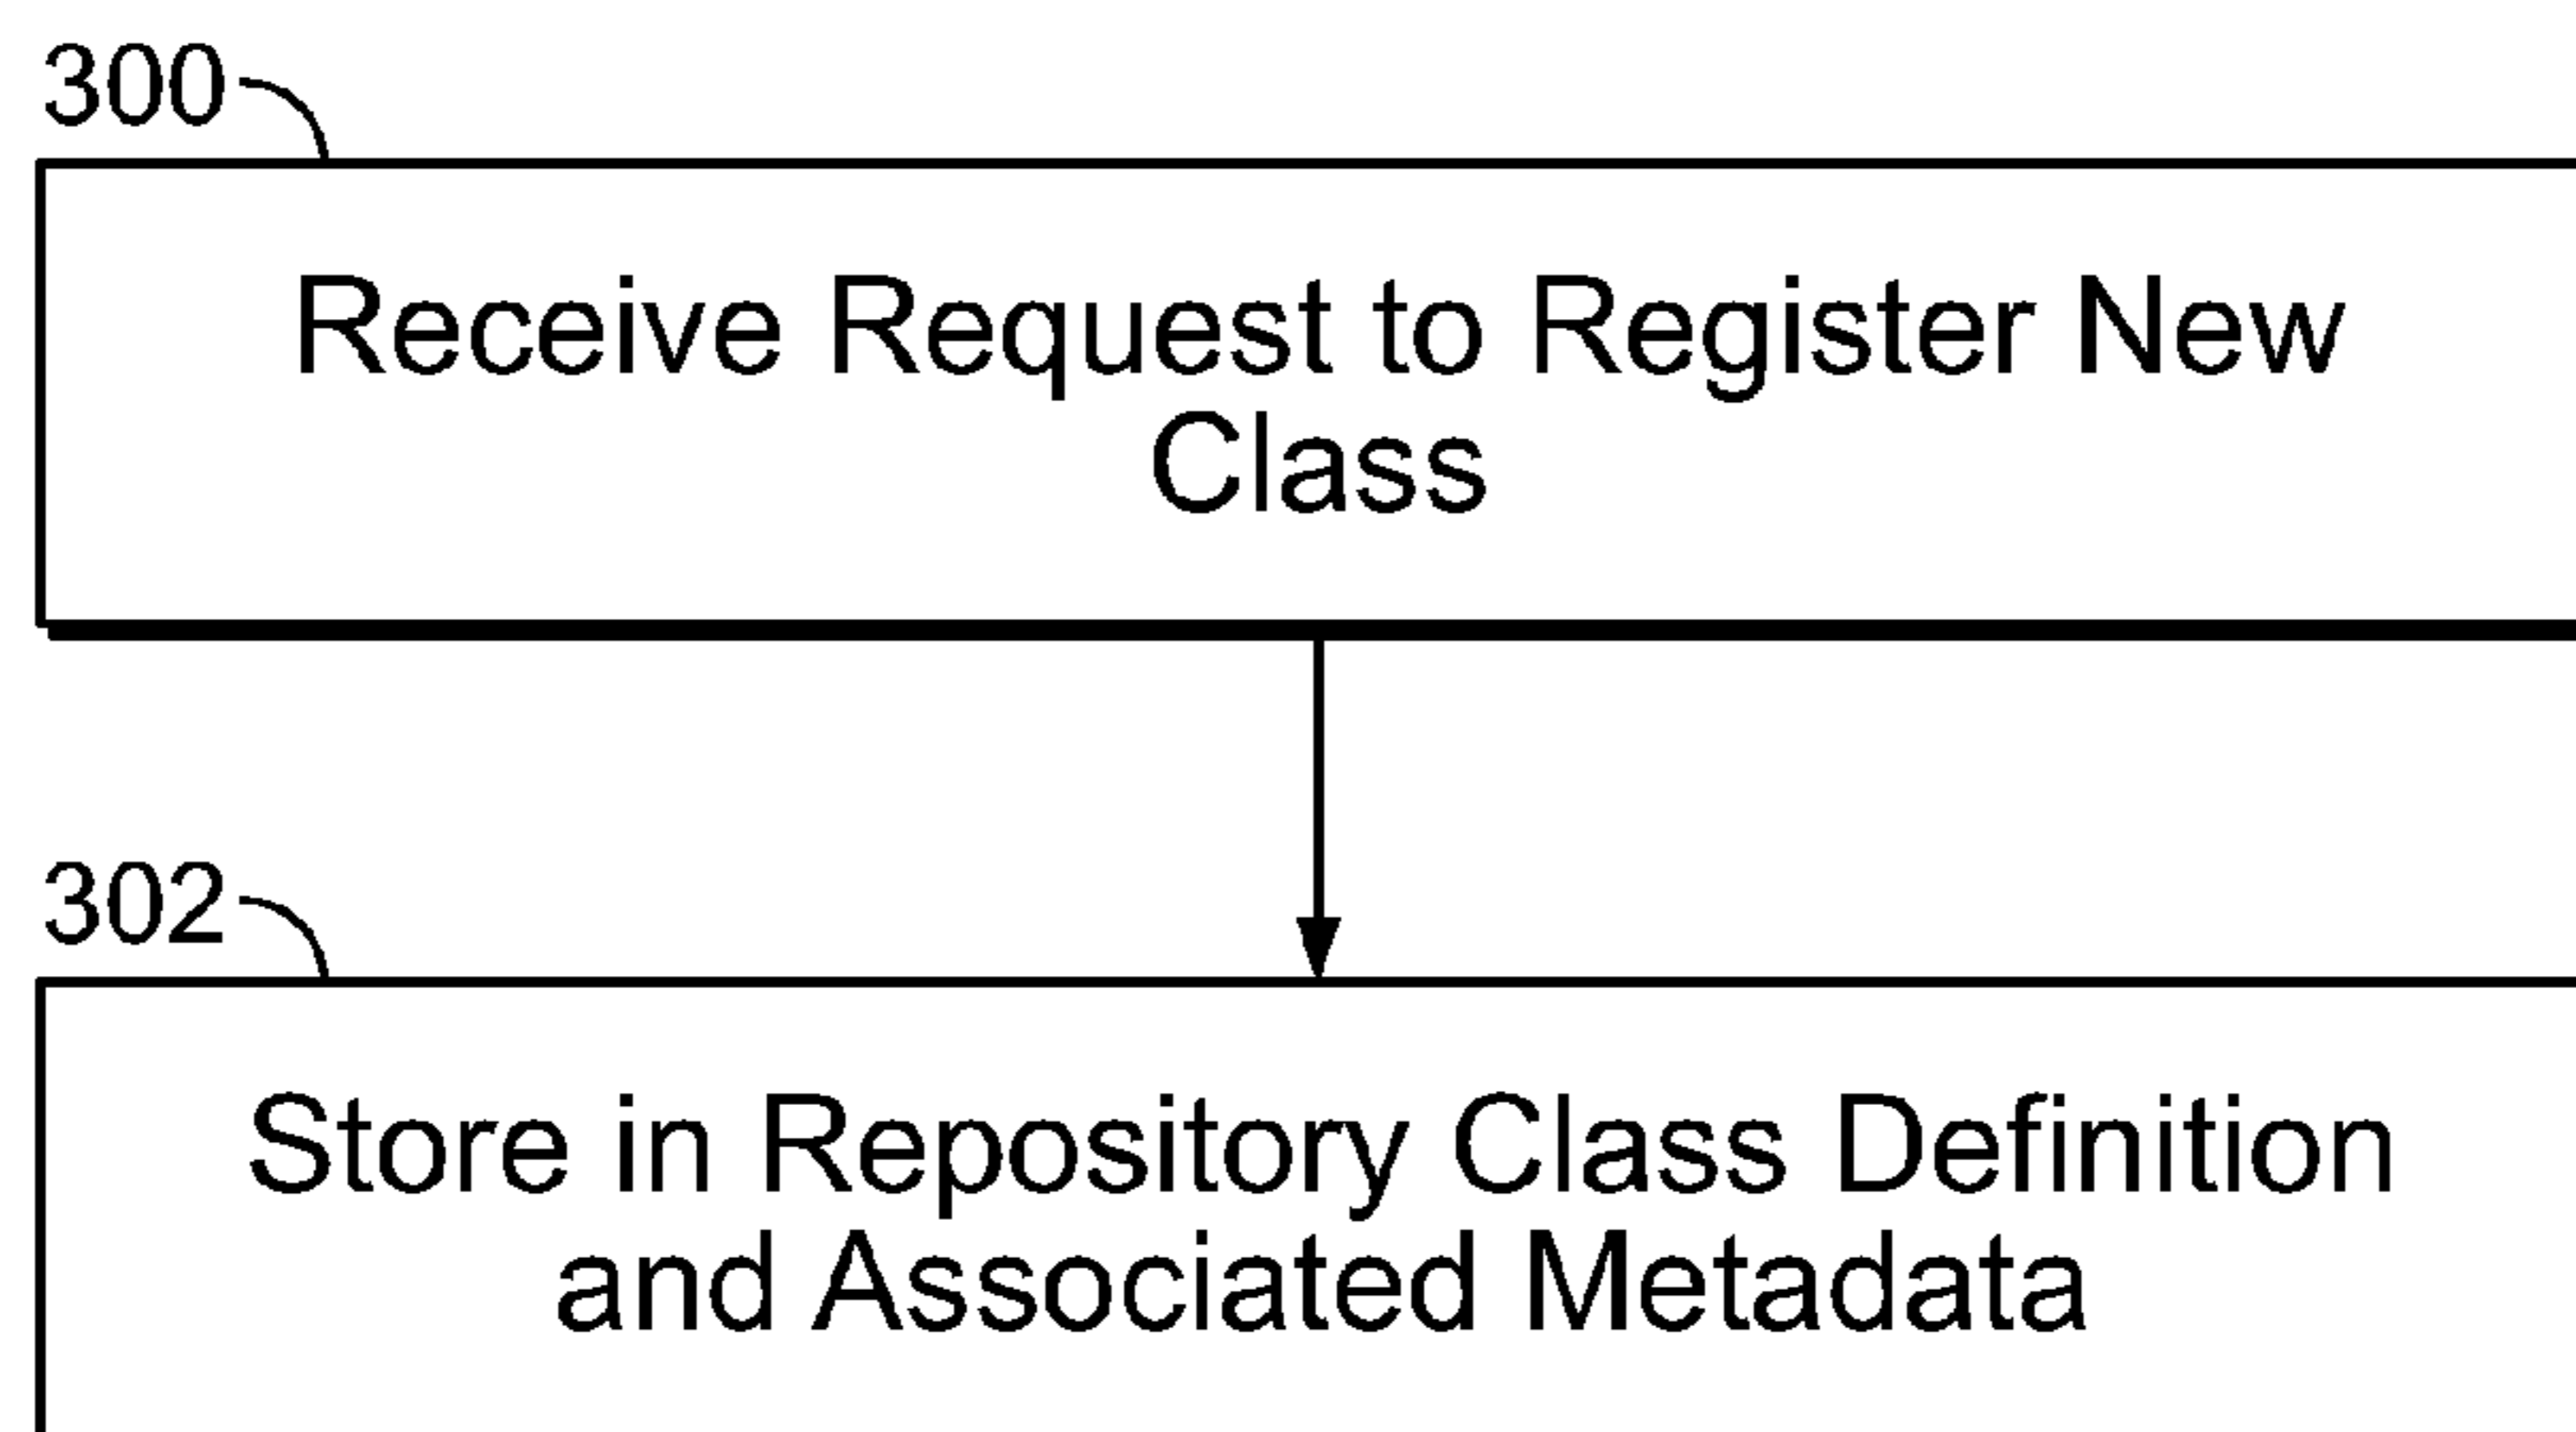 300
Receive Request to Register New
Class
302
Store in Repository Class Definition
and Associated Metadata